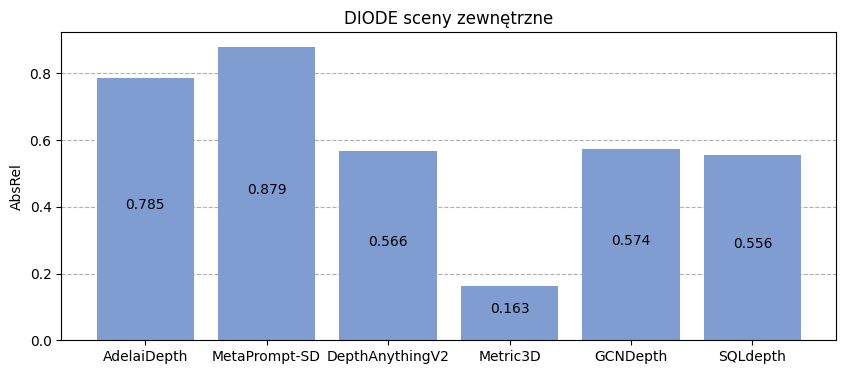 DIODE sceny zewnętrzne
AbsRel
0.8
0.6
0.4
0.2
0.0
0.785
0.879
0.566
0.163
0.574
0.556
AdelaiDepth
MetaPrompt-SD
DepthAnythingV2
Metric3D
GCNDepth
SQLdepth